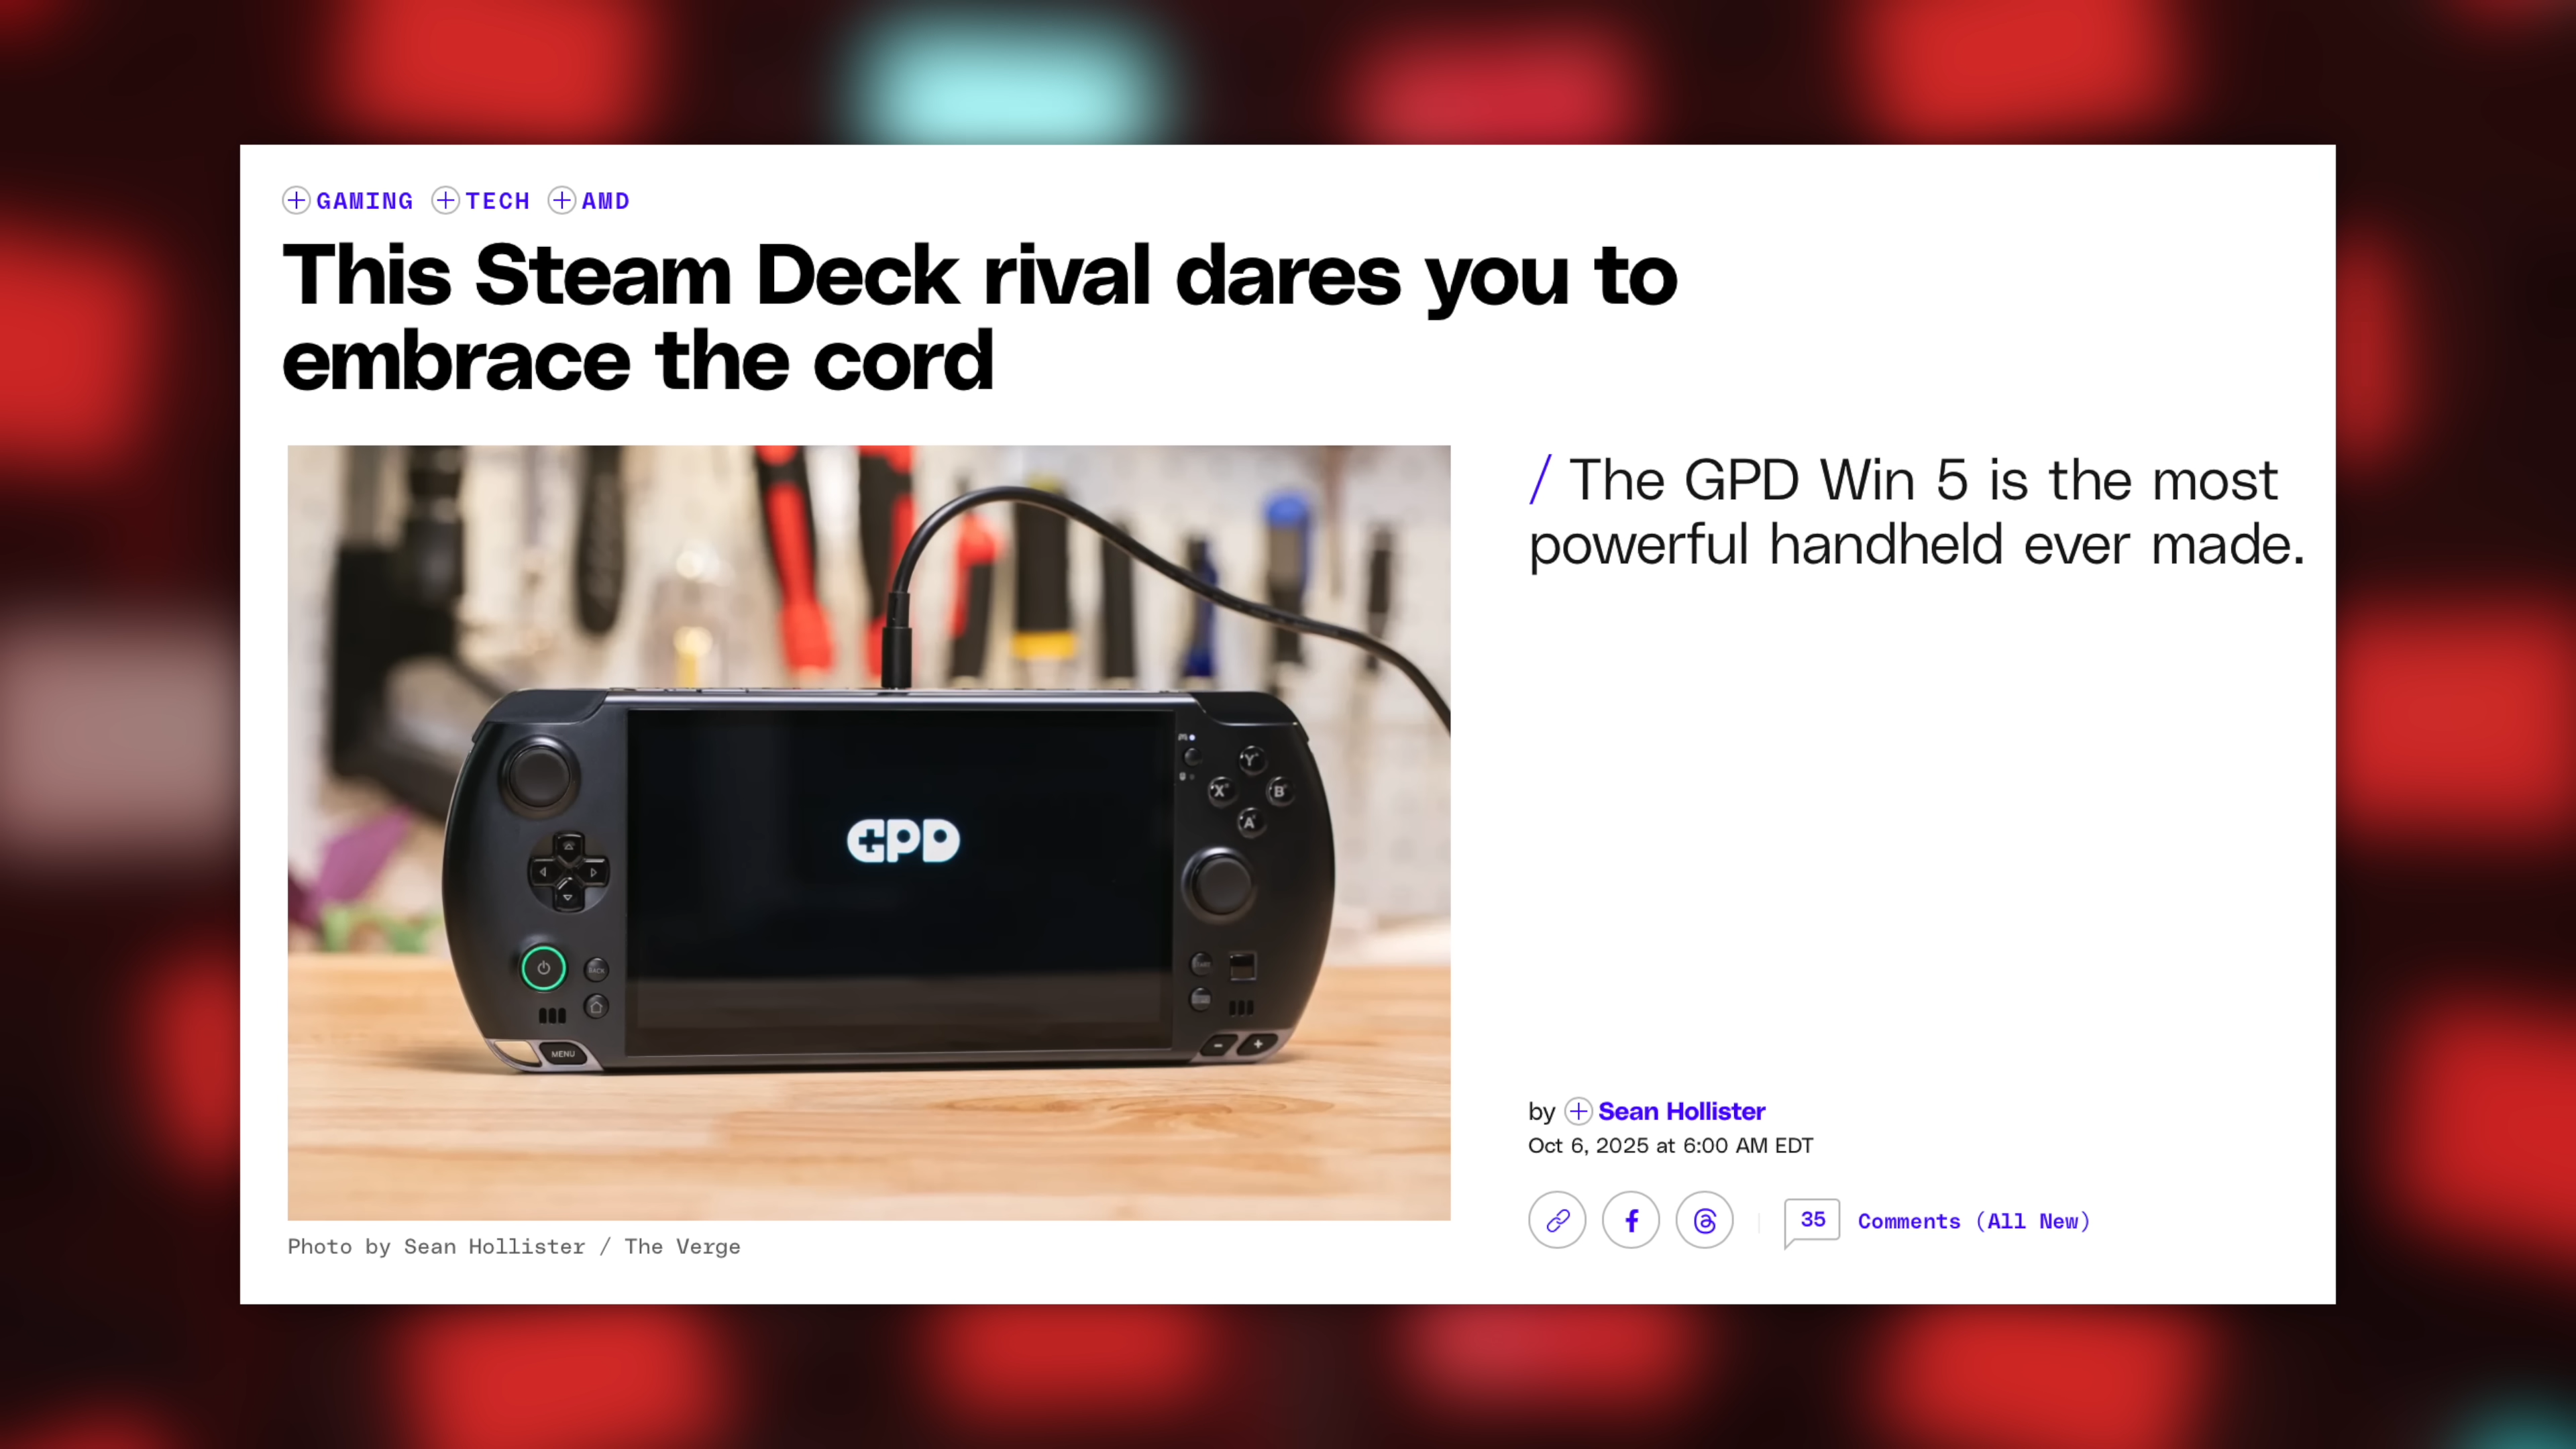 GAMING TECH AMD
This Steam Deck rival dares you to
embrace the cord
/ The GPD Win 5 is the most
powerful handheld ever made.
GPD
Y
X B
A
BACK
MENU
- +
by Sean Hollister
Oct 6, 2025 at 6:00 AM EDT
35 Comments (All New)
Photo by Sean Hollister / The Verge